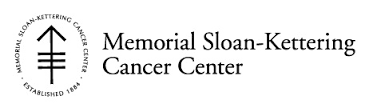 MEMORIAL SLOAN-KETTERING CANCER CENTER
· ESTABLISHED 1884 ·
Memorial Sloan-Kettering
Cancer Center